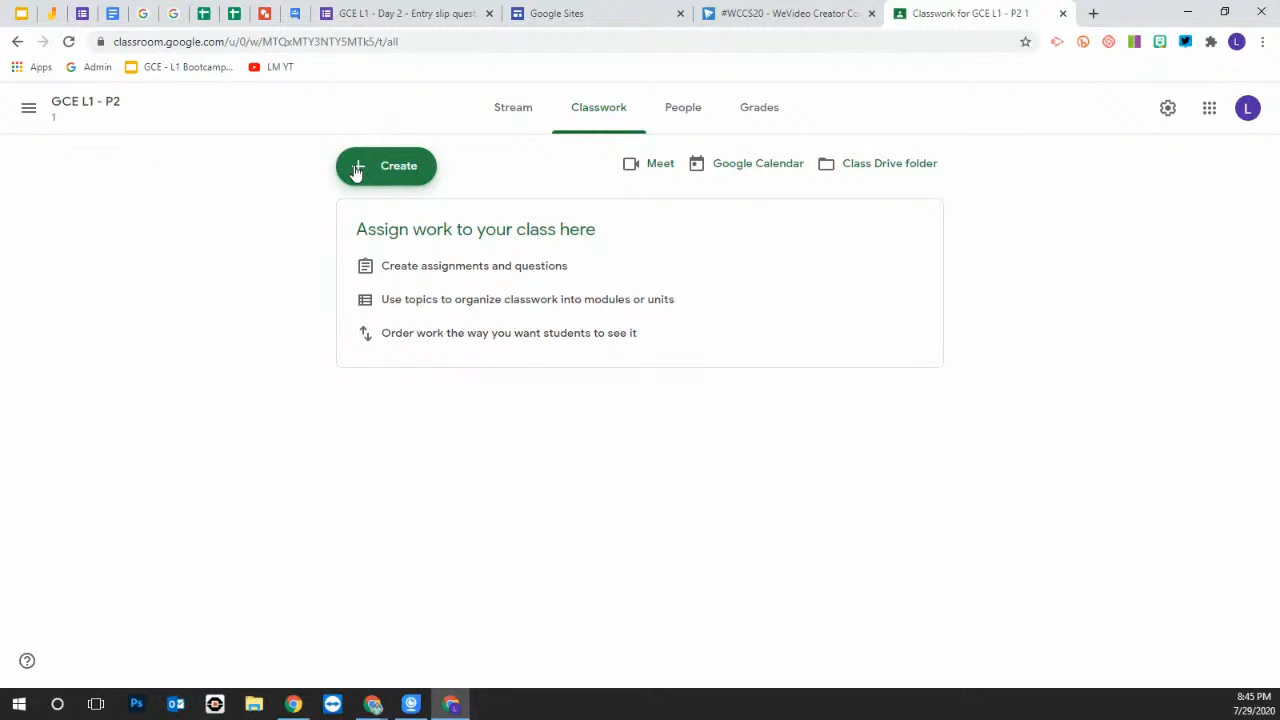 GCE L1 - Day 2 - Entry slip quest
Google Sites
#WCCS20 - WeVideo Creator Co
Classwork for GCE L1 - P2 1
classroom.google.com/u/0/w/MTQxMTY3NTY5MTk5/t/all
L
Apps
Admin
GCE - L1 Bootcamp...
LM YT
GCE L1 - P2
1
Stream
Classwork
People
Grades
L
Create
Meet
Google Calendar
Class Drive folder
Assign work to your class here
Create assignments and questions
Use topics to organize classwork into modules or units
Order work the way you want students to see it
Ps
8:45 PM
7/29/2020